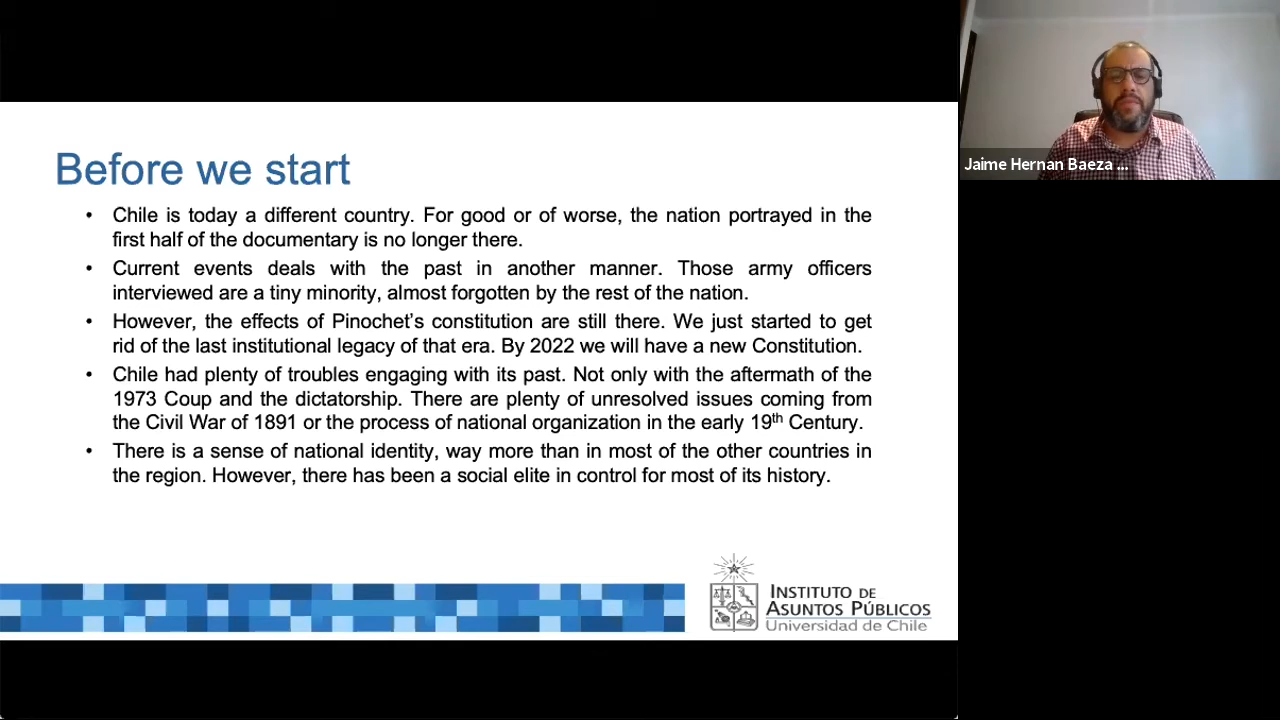 Before we start
• Chile is today a different country. For good or of worse, the nation portrayed in the
first half of the documentary is no longer there.
• Current events deals with the past in another manner. Those army officers
interviewed are a tiny minority, almost forgotten by the rest of the nation.
• However, the effects of Pinochet’s constitution are still there. We just started to get
rid of the last institutional legacy of that era. By 2022 we will have a new Constitution.
• Chile had plenty of troubles engaging with its past. Not only with the aftermath of the
1973 Coup and the dictatorship. There are plenty of unresolved issues coming from
the Civil War of 1891 or the process of national organization in the early 19th Century.
• There is a sense of national identity, way more than in most of the other countries in
the region. However, there has been a social elite in control for most of its history.
INSTITUTO DE
ASUNTOS PÚBLICOS
Universidad de Chile
Jaime Hernan Baeza ...